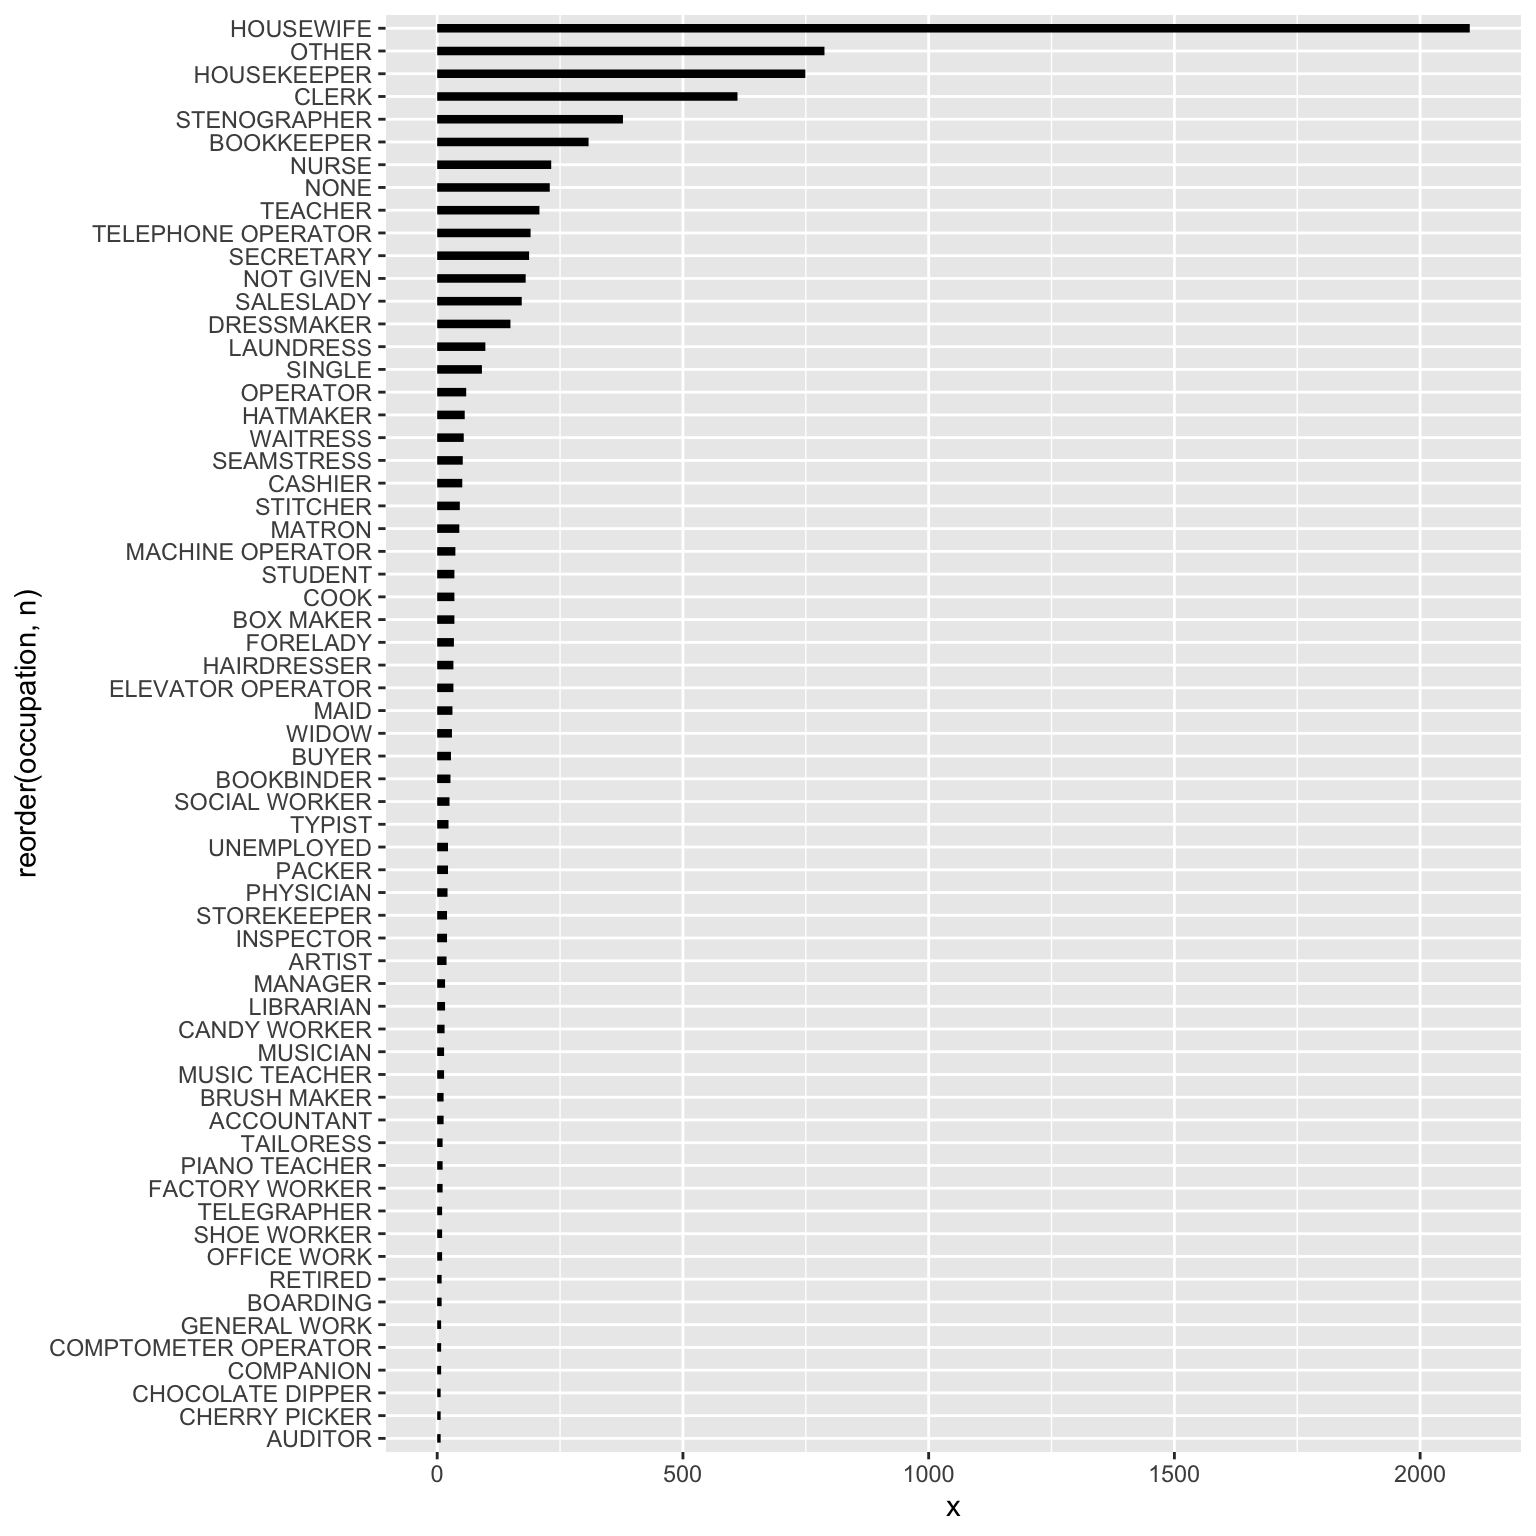 HOUSEWIFE
OTHER
HOUSEKEEPER
CLERK
STENOGRAPHER
BOOKKEEPER
NURSE
NONE
TEACHER
TELEPHONE OPERATOR
SECRETARY
NOT GIVEN
SALESLADY
DRESSMAKER
LAUNDRESS
SINGLE
OPERATOR
HATMAKER
WAITRESS
SEAMSTRESS
CASHIER
STITCHER
MATRON
MACHINE OPERATOR
STUDENT
COOK
BOX MAKER
FORELADY
HAIRDRESSER
ELEVATOR OPERATOR
MAID
WIDOW
BUYER
BOOKBINDER
SOCIAL WORKER
TYPIST
UNEMPLOYED
PACKER
PHYSICIAN
STOREKEEPER
INSPECTOR
ARTIST
MANAGER
LIBRARIAN
CANDY WORKER
MUSICIAN
MUSIC TEACHER
BRUSH MAKER
ACCOUNTANT
TAILORESS
PIANO TEACHER
FACTORY WORKER
TELEGRAPHER
SHOE WORKER
OFFICE WORK
RETIRED
BOARDING
GENERAL WORK
COMPTOMETER OPERATOR
COMPANION
CHOCOLATE DIPPER
CHERRY PICKER
AUDITOR
reorder(occupation, n)
0 500 1000 1500 2000
x